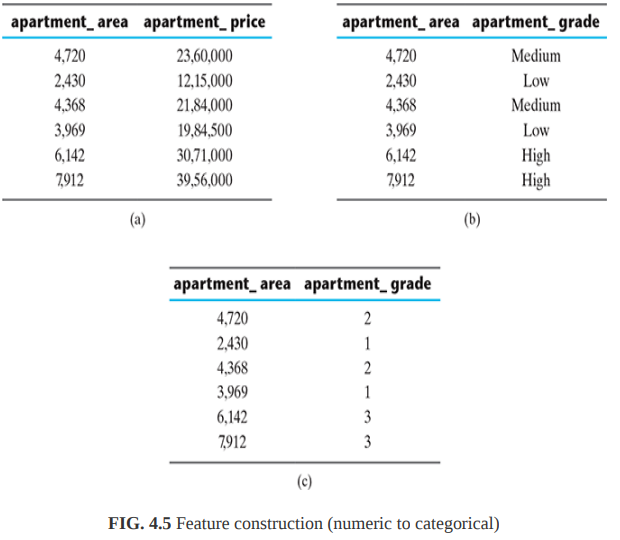 apartment_ area apartment_ price
4,720 23,60,000
2,430 12,15,000
4,368 21,84,000
3,969 19,84,500
6,142 30,71,000
7,912 39,56,000
(a)
apartment_ area apartment_ grade
4,720 Medium
2,430 Low
4,368 Medium
3,969 Low
6,142 High
7,912 High
(b)
apartment_ area apartment_ grade
4,720 2
2,430 1
4,368 2
3,969 1
6,142 3
7,912 3
(c)
FIG. 4.5 Feature construction (numeric to categorical)